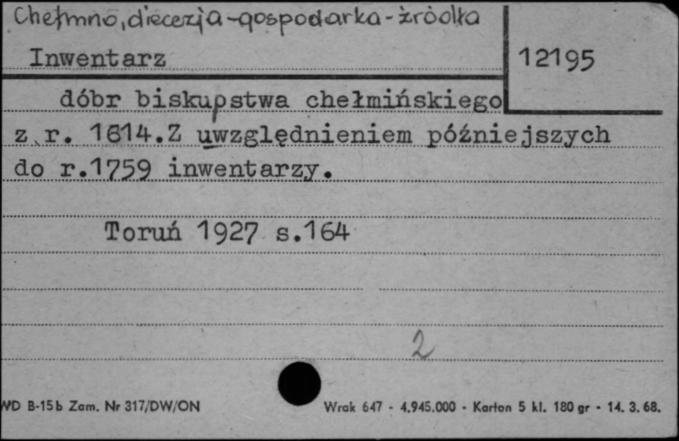 Chełmno, diecezja-gospodarka-źródła
Inwentarz
12195
dóbr biskupstwa chełmińskiego
z r. 1614.Z uwzględnieniem późniejszych
do r.1759 inwentarzy.
Toruń 1927 s.164
2
WD B-15b Zam. Nr 317/DW/ON
Wrak 647 - 4.945.000 - Karton 5 kl. 180 gr - 14. 3. 68.